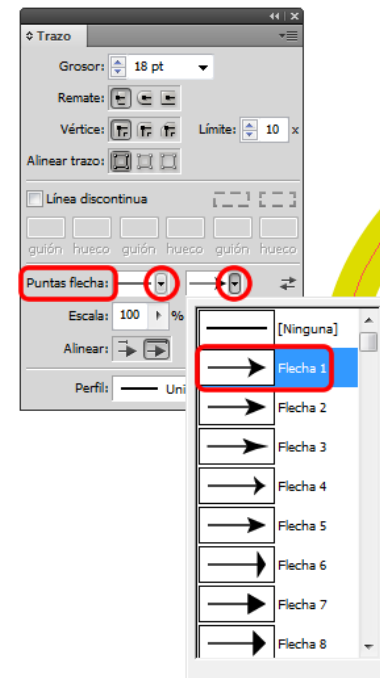 Trazo
Grosor: 18 pt
Remate:
Vértice: Límite: 10 x
Alinear trazo:
Línea discontinua
guión hueco guión hueco guión hueco
Puntas flecha:
Escala: 100 %
Alinear:
Perfil: Uni
[Ninguna]
Flecha 1
Flecha 2
Flecha 3
Flecha 4
Flecha 5
Flecha 6
Flecha 7
Flecha 8